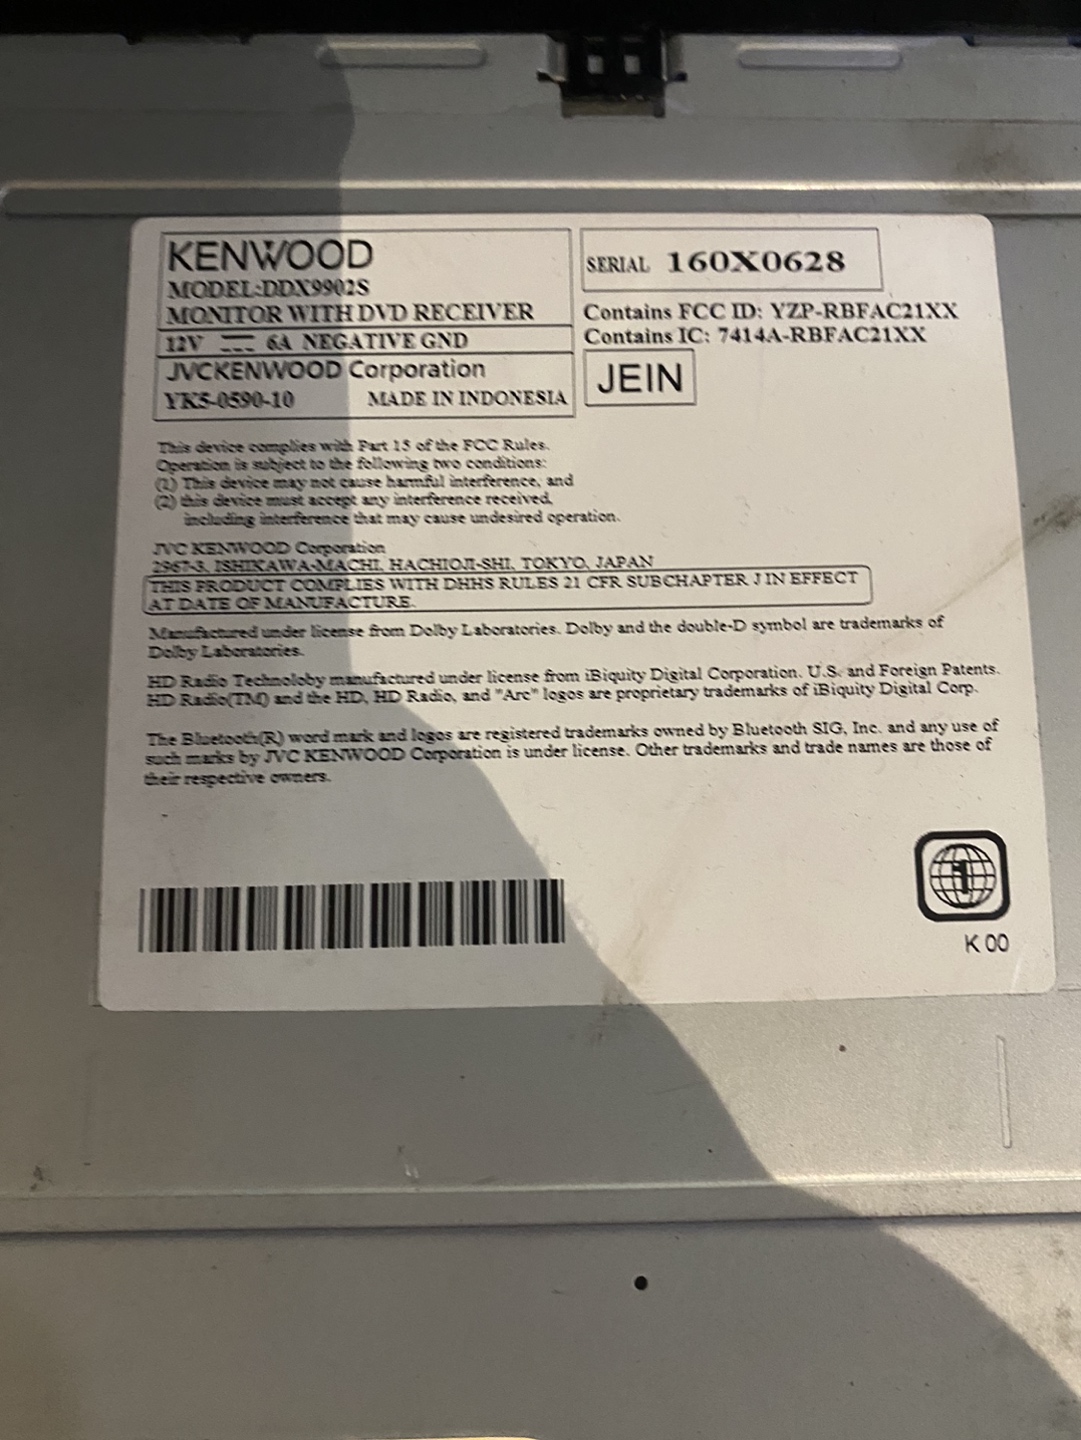 KENWOOD
MODEL:DDX9902S
MONITOR WITH DVD RECEIVER
12V 6A NEGATIVE GND
JVCKENWOOD Corporation
YK5-0590-10 MADE IN INDONESIA
SERIAL 160X0628
Contains FCC ID: YZP-RBFAC21XX
Contains IC: 7414A-RBFAC21XX
JEIN
This device complies with Part 15 of the FCC Rules.
Operation is subject to the following two conditions:
(1) This device may not cause harmful interference, and
(2) this device must accept any interference received,
including interference that may cause undesired operation.
JVC KENWOOD Corporation
2967-3, ISHIKAWA-MACHI, HACHIOJI-SHI, TOKYO, JAPAN
THIS PRODUCT COMPLIES WITH DHHS RULES 21 CFR SUBCHAPTER J IN EFFECT
AT DATE OF MANUFACTURE.
Manufactured under license from Dolby Laboratories. Dolby and the double-D symbol are trademarks of
Dolby Laboratories.
HD Radio Technoloby manufactured under license from iBiquity Digital Corporation. U.S. and Foreign Patents.
HD Radio(TM) and the HD, HD Radio, and "Arc" logos are proprietary trademarks of iBiquity Digital Corp.
The Bluetooth(R) word mark and logos are registered trademarks owned by Bluetooth SIG, Inc. and any use of
such marks by JVC KENWOOD Corporation is under license. Other trademarks and trade names are those of
their respective owners.
i
K 00